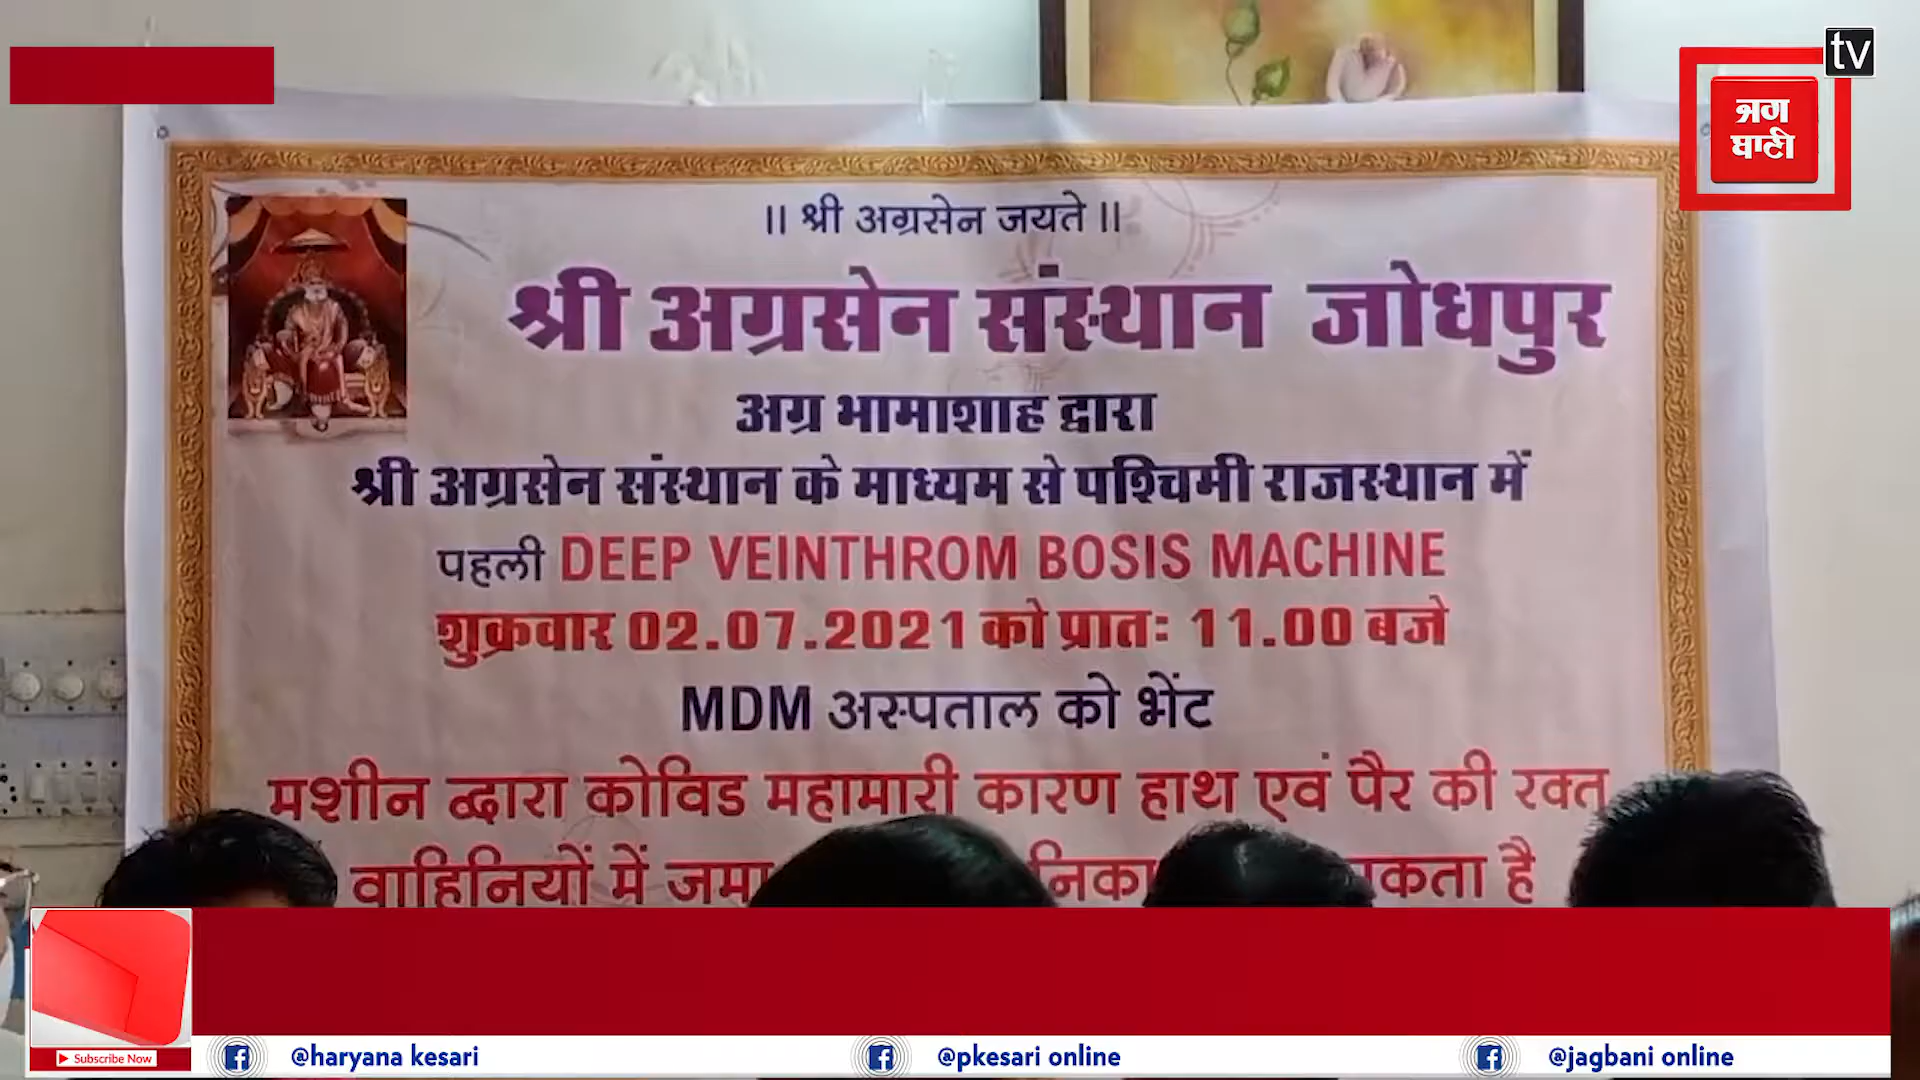 tv
ਜਗ
ਬਾਣੀ
|| श्री अग्रसेन जयते ||
श्री अग्रसेन संस्थान जोधपुर
अग्र भामाशाह द्वारा
श्री अग्रसेन संस्थान के माध्यम से पश्चिमी राजस्थान में
पहली DEEP VEINTHROM BOSIS MACHINE
शुक्रवार 02.07.2021 को प्रातः 11.00 बजे
MDM अस्पताल को भेंट
मशीन द्वारा कोविड महामारी कारण हाथ एवं पैर की रक्त
वाहिनियों में है
Subscribe Now
@haryana kesari
@pkesari online
@jagbani online